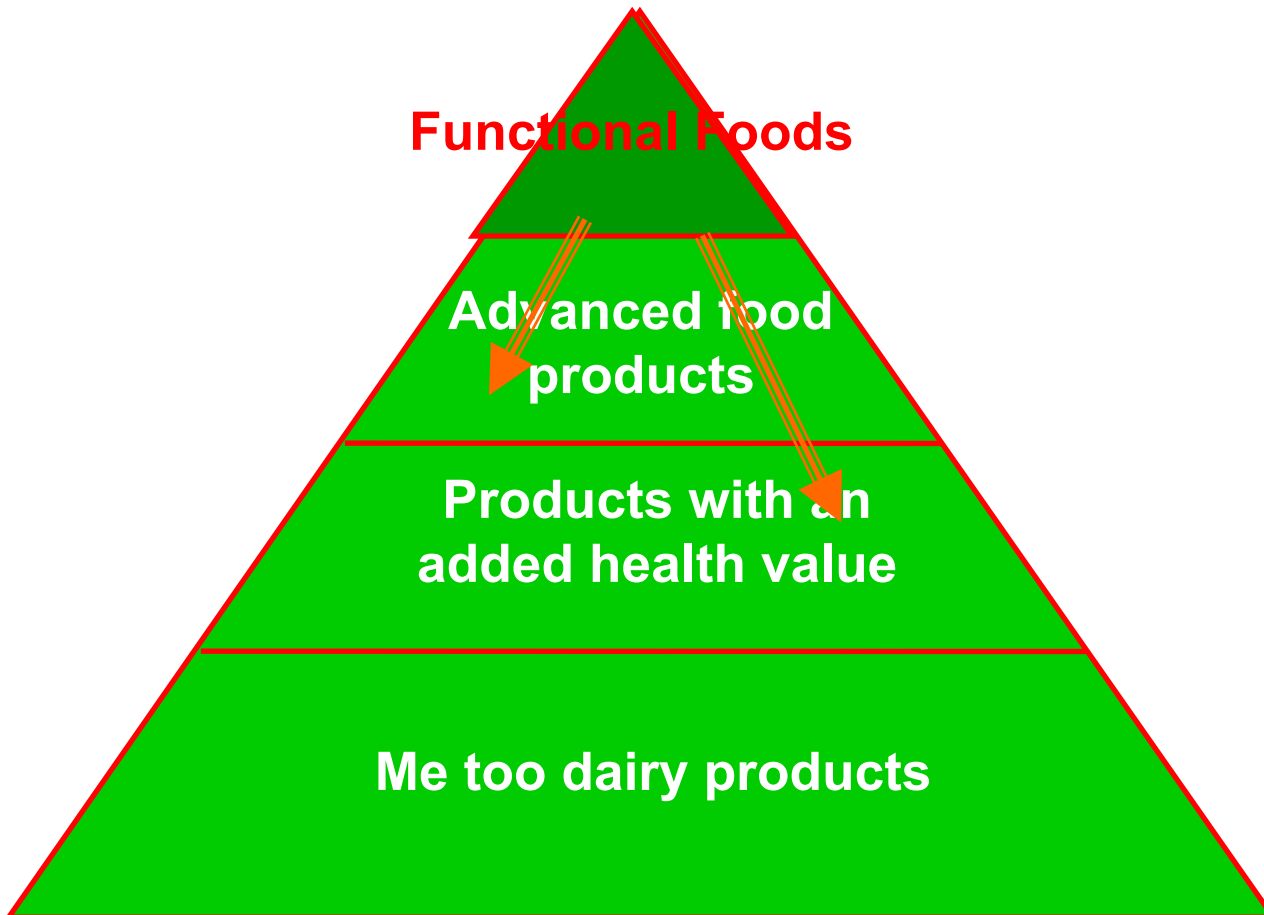 Functional Foods
Advanced food
products
Products with an
added health value
Me too dairy products